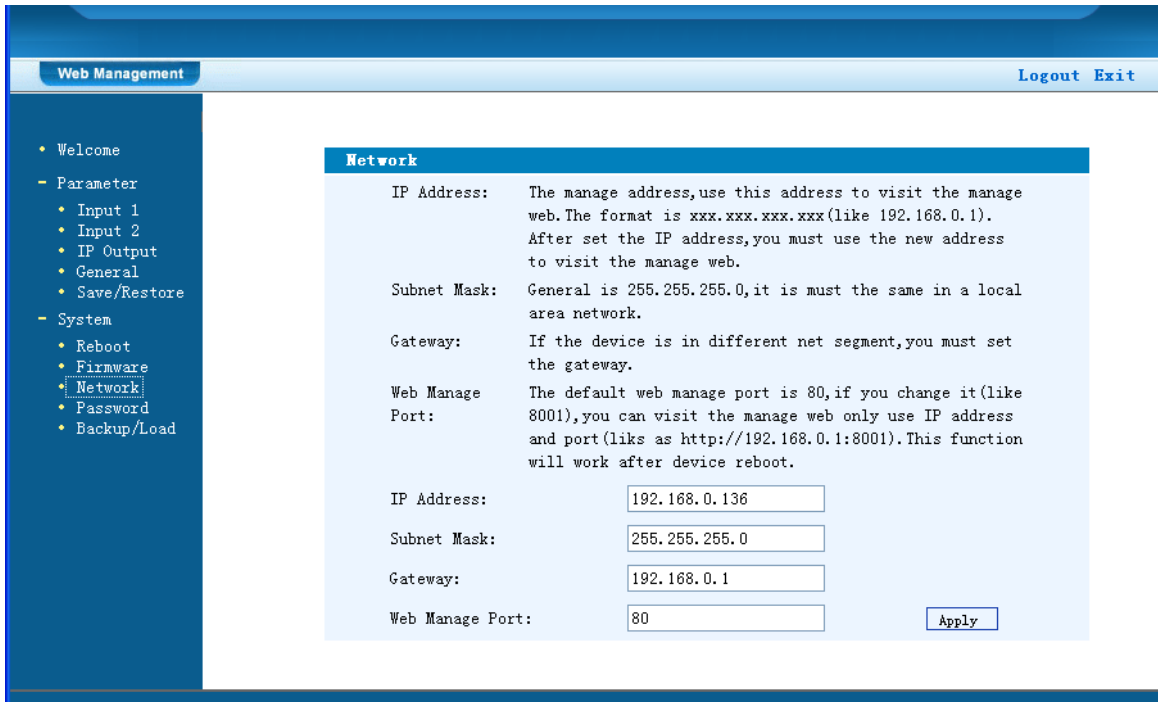 Web Management
Logout Exit
Welcome
Parameter
Input 1
Input 2
IP Output
General
Save/Restore
System
Reboot
Firmware
Network
Password
Backup/Load
Network
IP Address: The manage address,use this address to visit the manage
web.The format is xxx.xxx.xxx.xxx(like 192.168.0.1).
After set the IP address,you must use the new address
to visit the manage web.
Subnet Mask: General is 255.255.255.0,it is must the same in a local
area network.
Gateway: If the device is in different net segment,you must set
the gateway.
Web Manage The default web manage port is 80,if you change it(like
Port: 8001),you can visit the manage web only use IP address
and port(liks as http://192.168.0.1:8001).This function
will work after device reboot.
IP Address: 192.168.0.136
Subnet Mask: 255.255.255.0
Gateway: 192.168.0.1
Web Manage Port: 80 Apply